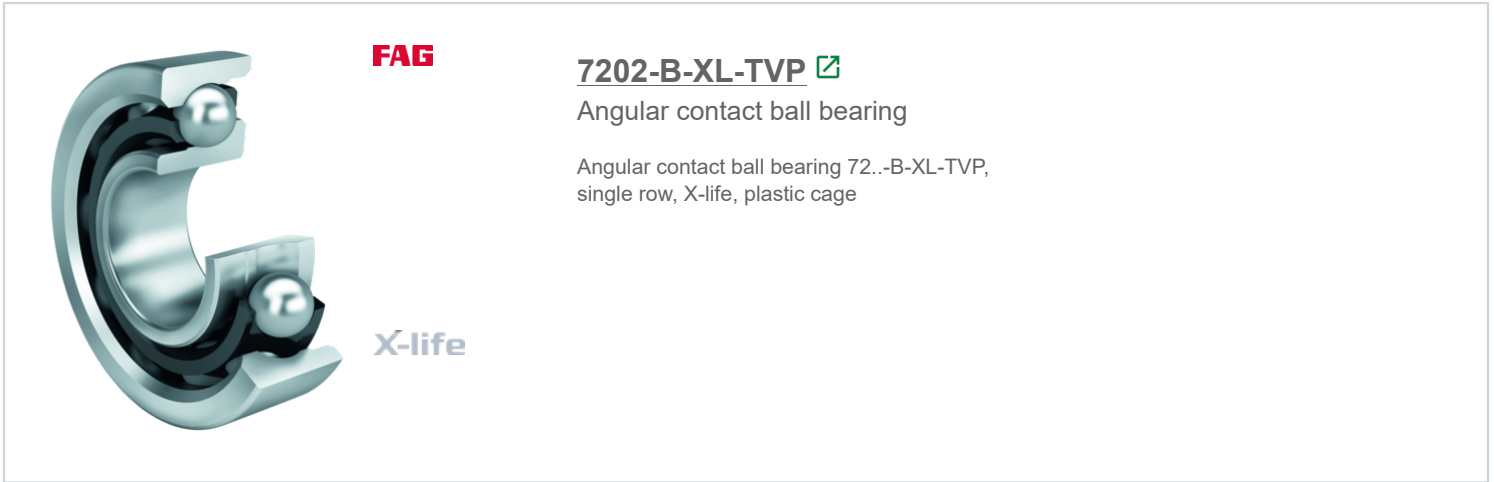 FAG
7202-B-XL-TVP
Angular contact ball bearing
Angular contact ball bearing 72..-B-XL-TVP,
single row, X-life, plastic cage
X-life